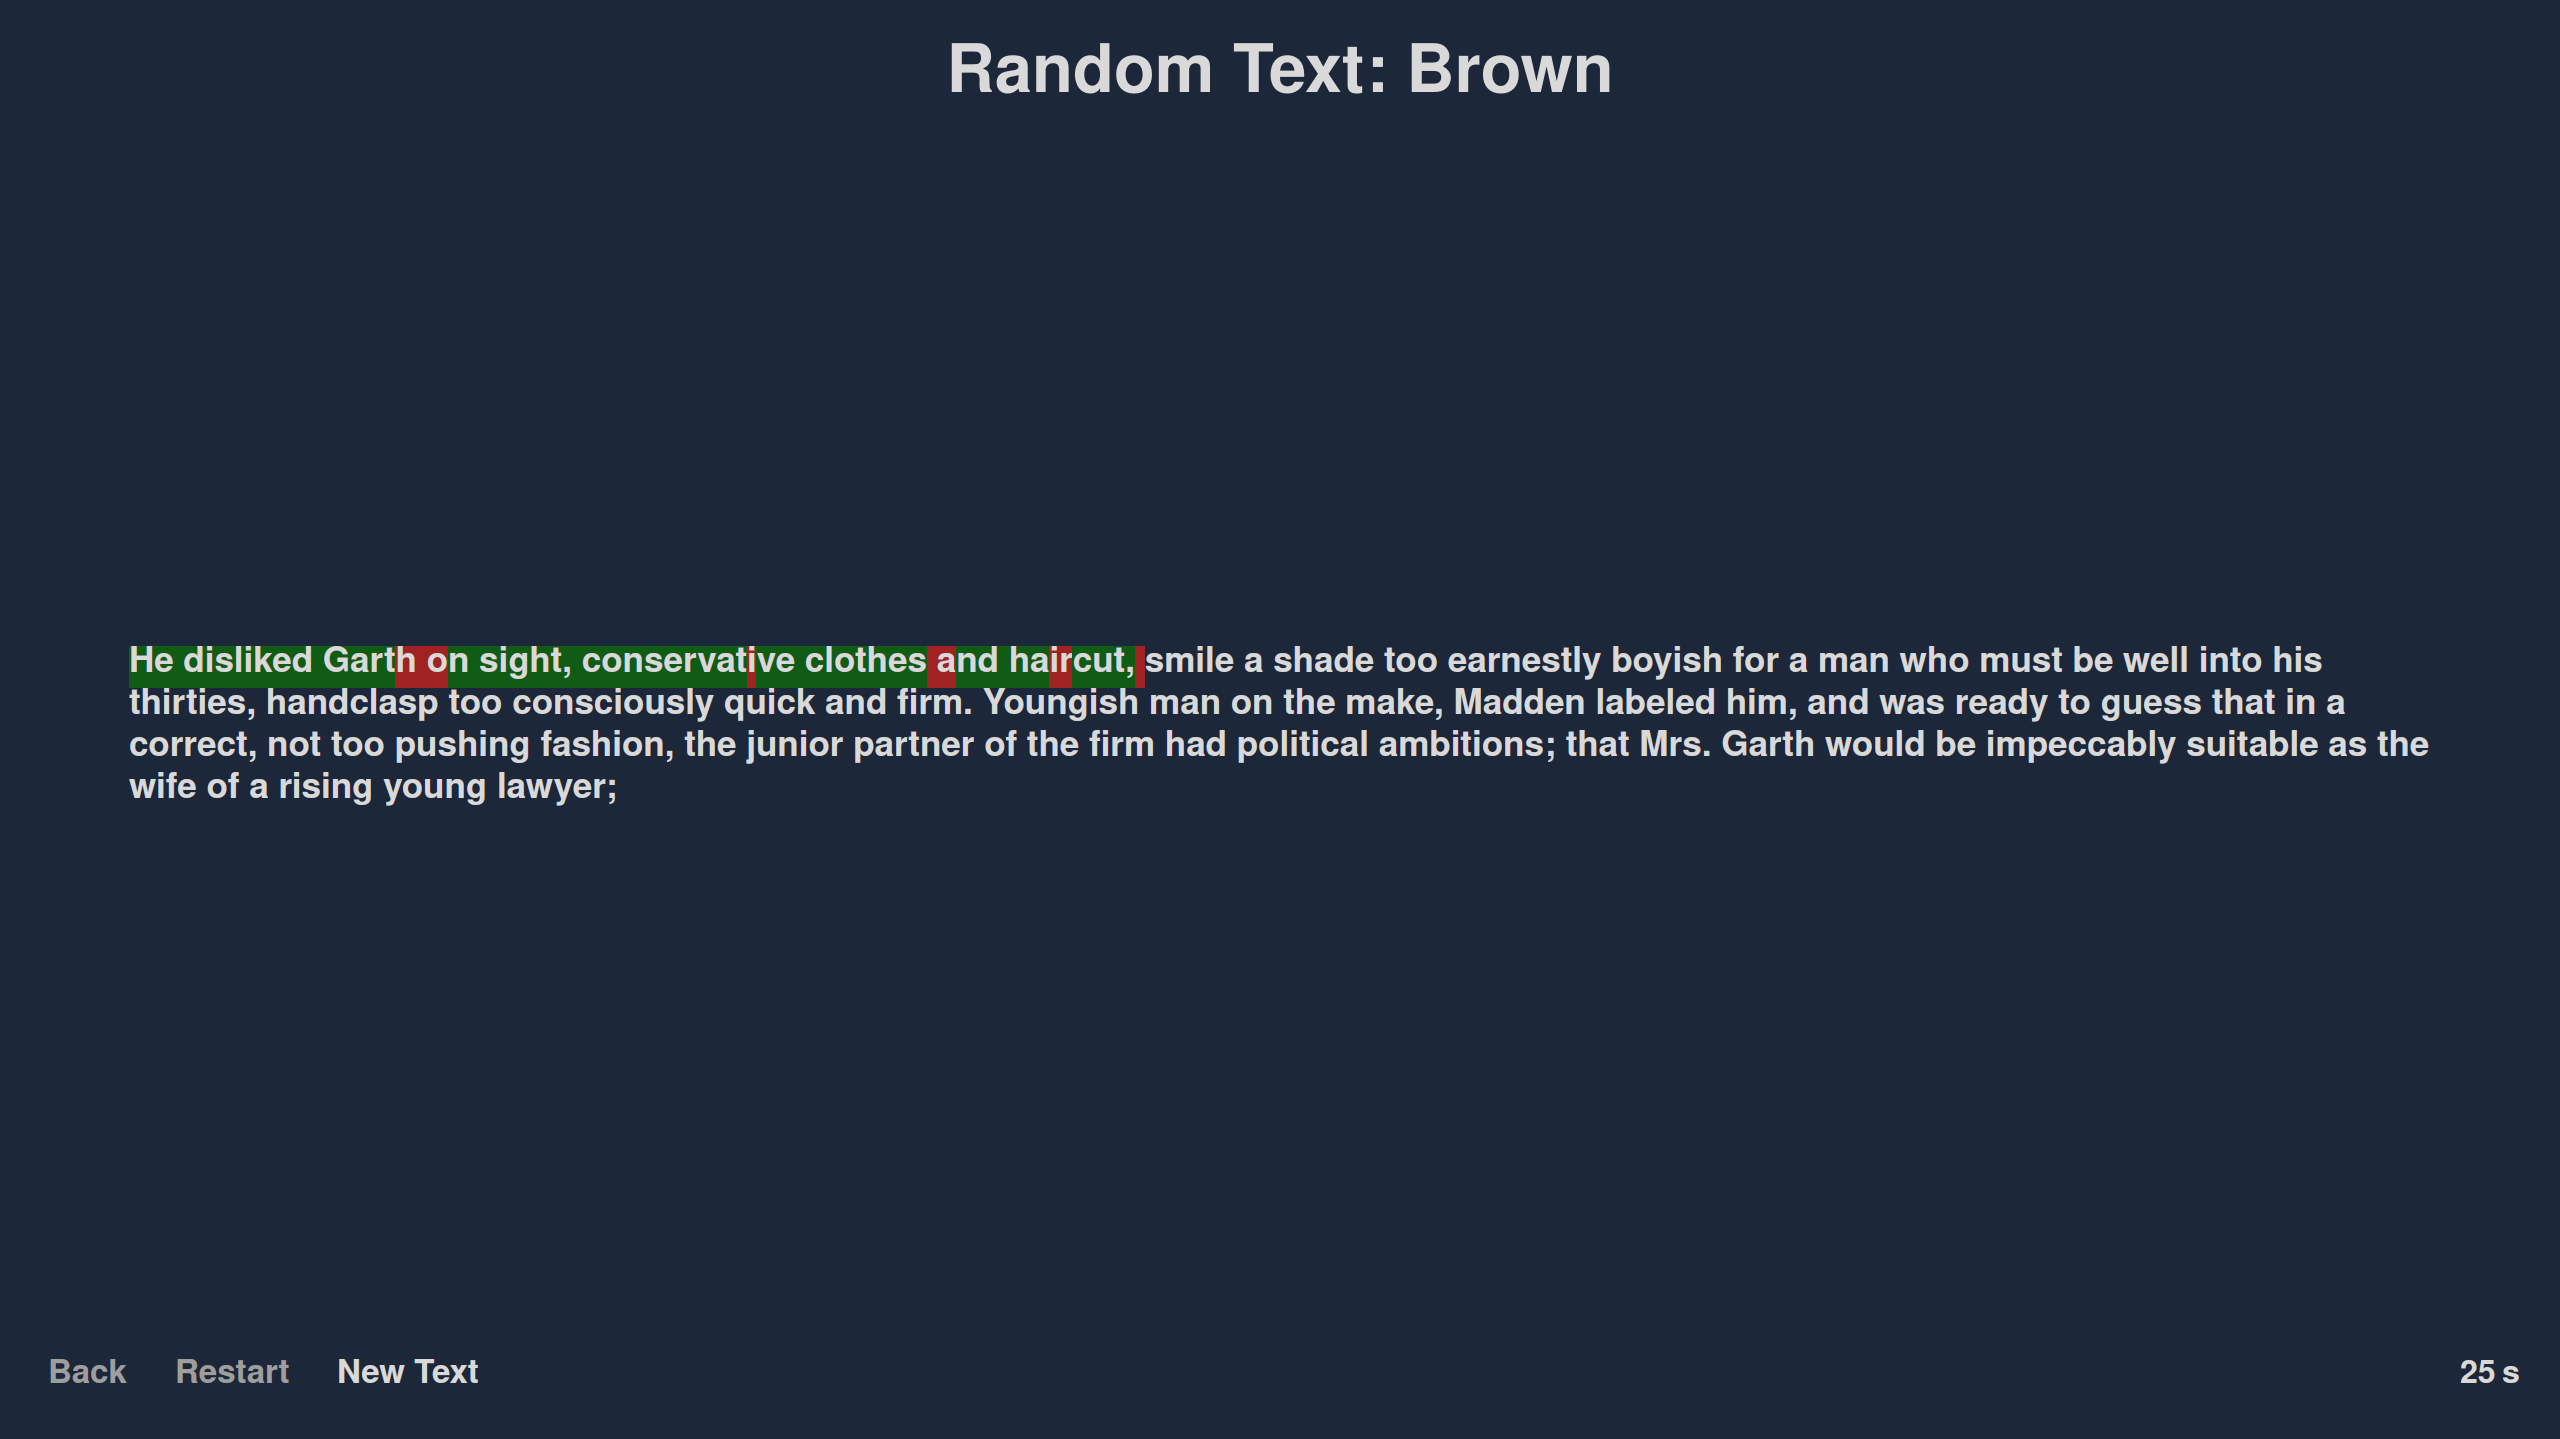 Random Text: Brown
He disliked Garth on sight, conservative clothes and haircut, smile a shade too earnestly boyish for a man who must be well into his
thirties, handclasp too consciously quick and firm. Youngish man on the make, Madden labeled him, and was ready to guess that in a
correct, not too pushing fashion, the junior partner of the firm had political ambitions; that Mrs. Garth would be impeccably suitable as the
wife of a rising young lawyer;
Back Restart New Text 25 s